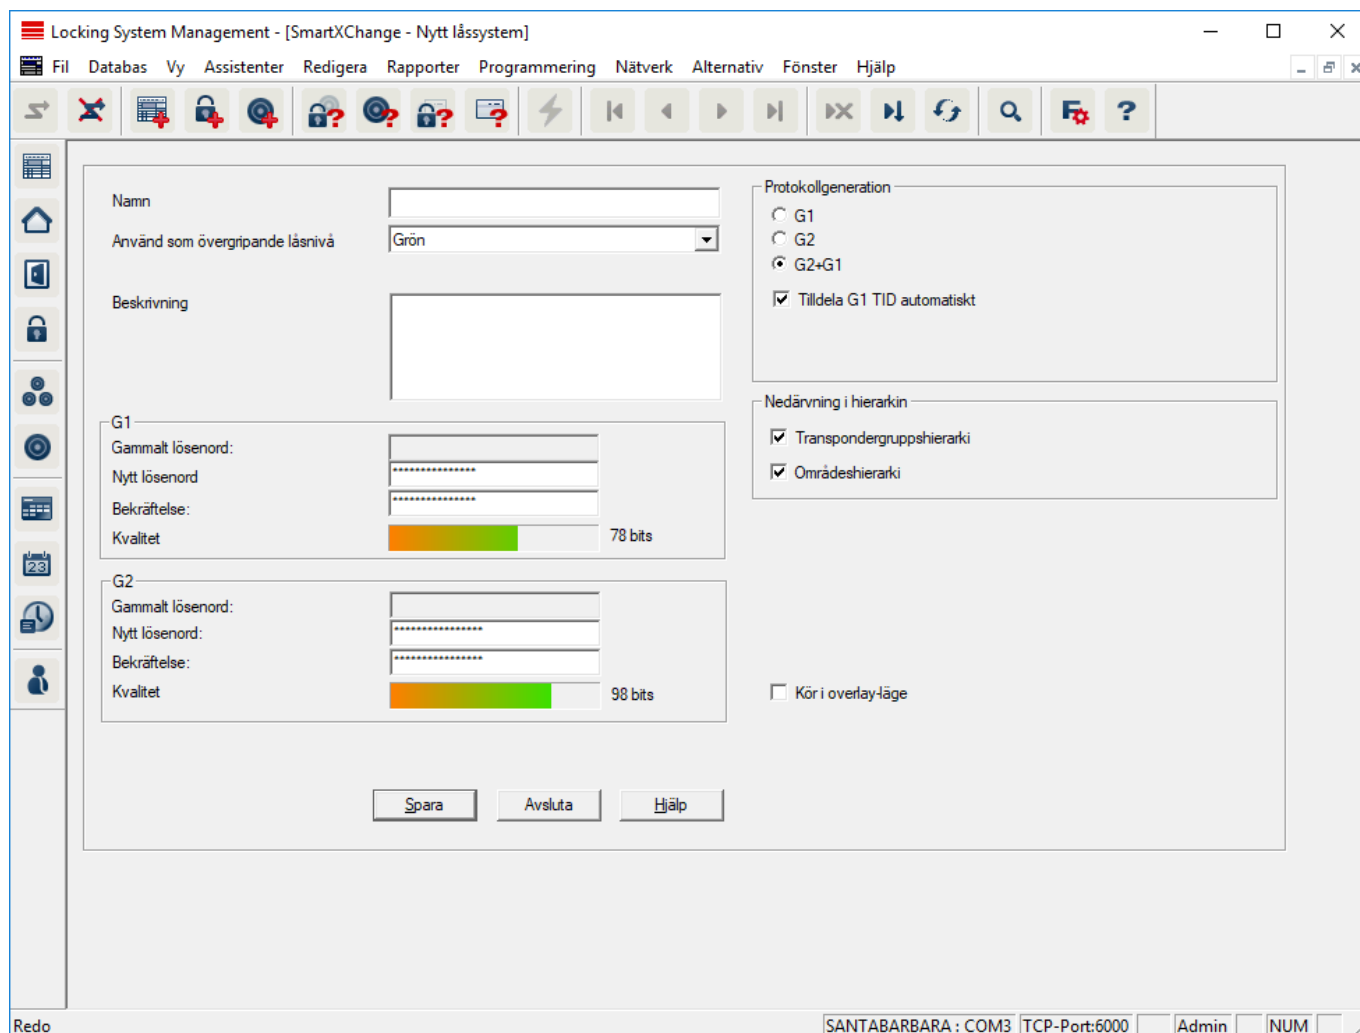 Locking System Management - [SmartXChange - Nytt låssystem]
Fil Databas Vy Assistenter Redigera Rapporter Programmering Nätverk Alternativ Fönster Hjälp
Namn
Använd som övergripande låsnivå
Grön
Beskrivning
G1
Gammalt lösenord:
Nytt lösenord
***************
Bekräftelse:
***************
Kvalitet
78 bits
G2
Gammalt lösenord:
Nytt lösenord:
****************
Bekräftelse:
****************
Kvalitet
98 bits
Protokollgeneration
G1
G2
G2+G1
Tilldela G1 TID automatiskt
Nedärvning i hierarkin
Transpondergruppshierarki
Områdeshierarki
Kör i overlay-läge
Spara
Avsluta
Hjälp
Redo
SANTABARBARA : COM3
TCP-Port:6000
Admin
NUM
23